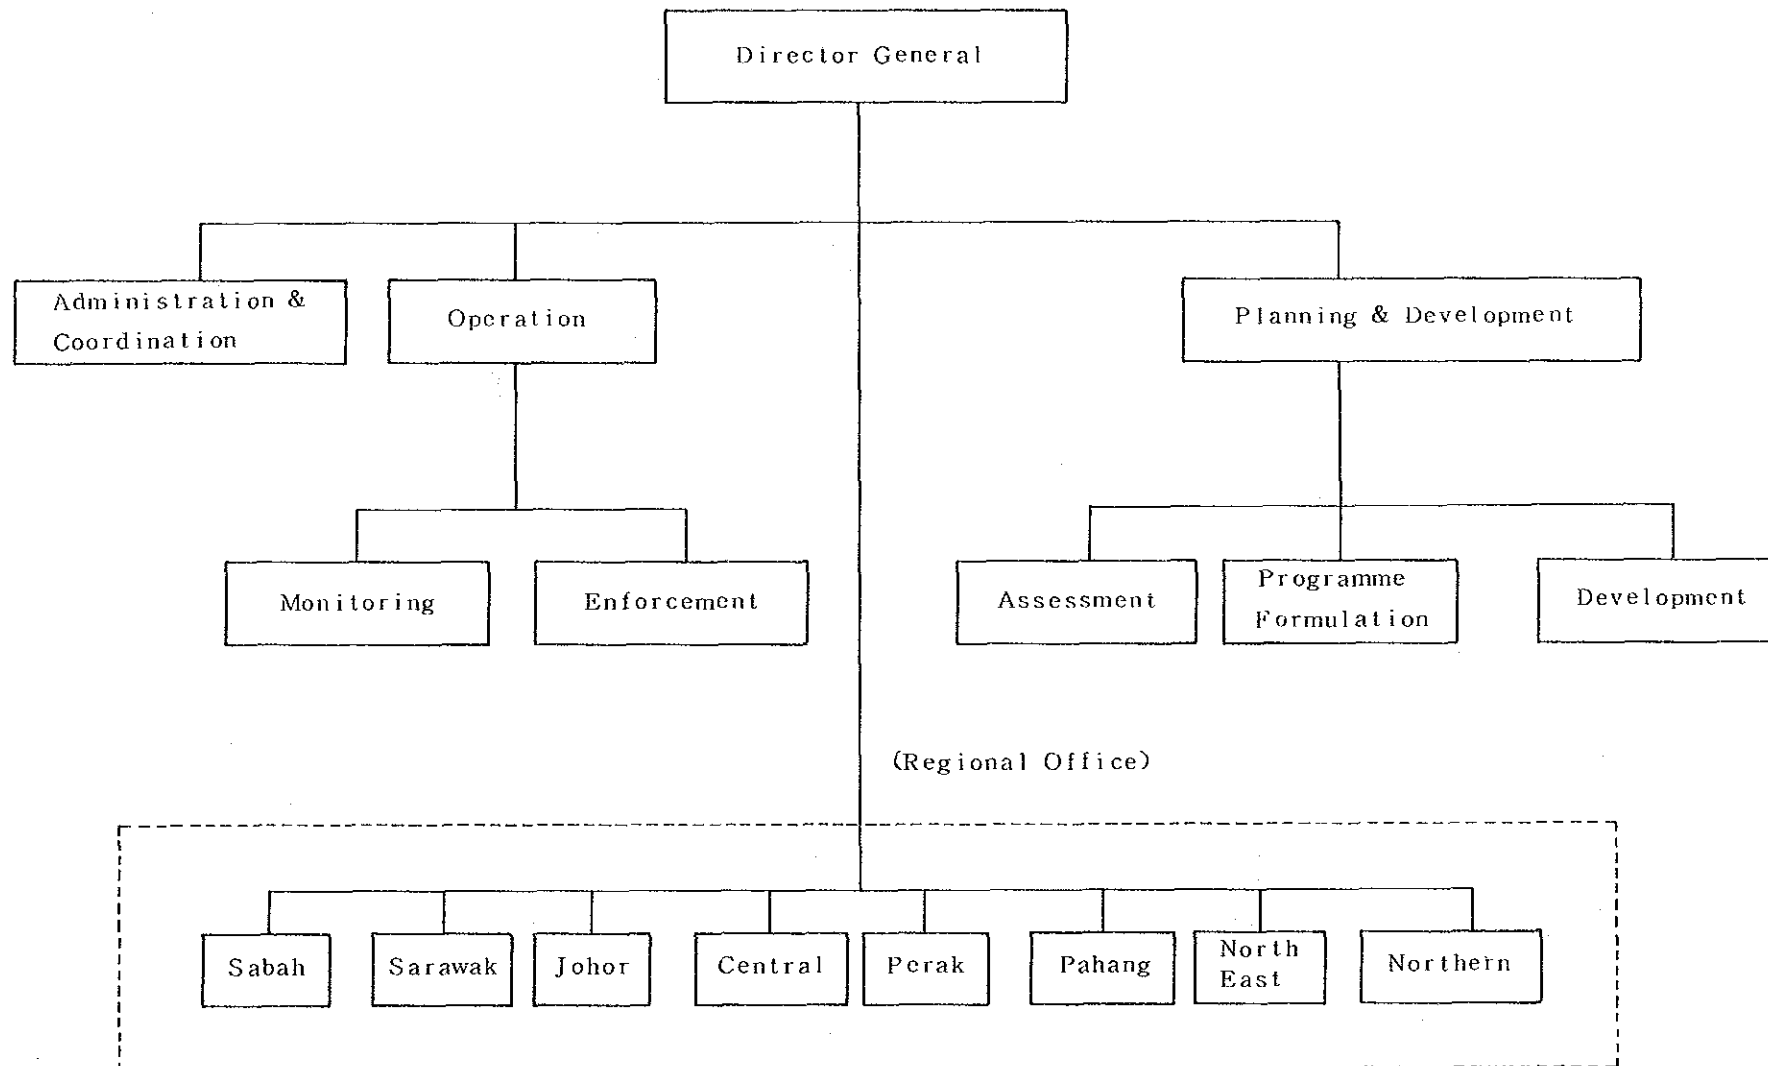 Director General
Administration &
Coordination
Operation
Planning & Development
Monitoring
Enforcement
Assessment
Programme
Formulation
Development
(Regional Office)
Sabah
Sarawak
Johor
Central
Perak
Pahang
North
East
Northern